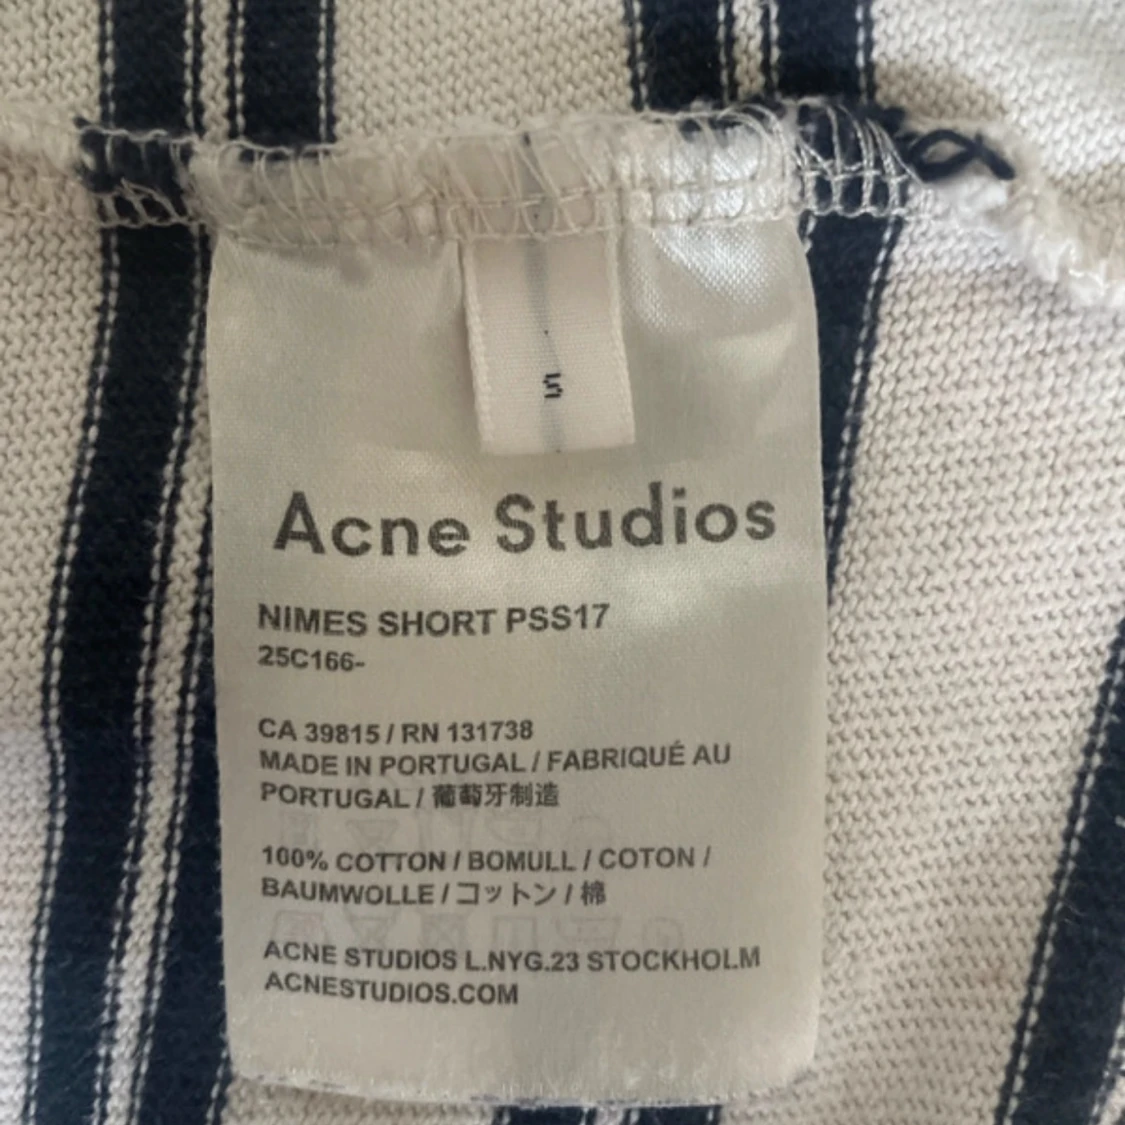 S
Acne Studios
NIMES SHORT PSS17
25C166-
CA 39815 / RN 131738
MADE IN PORTUGAL / FABRIQUÉ AU
PORTUGAL / 葡萄牙制造
100% COTTON / BOMULL / COTON /
BAUMWOLLE / コットン / 棉
ACNE STUDIOS L.NYG.23 STOCKHOLM
ACNESTUDIOS.COM